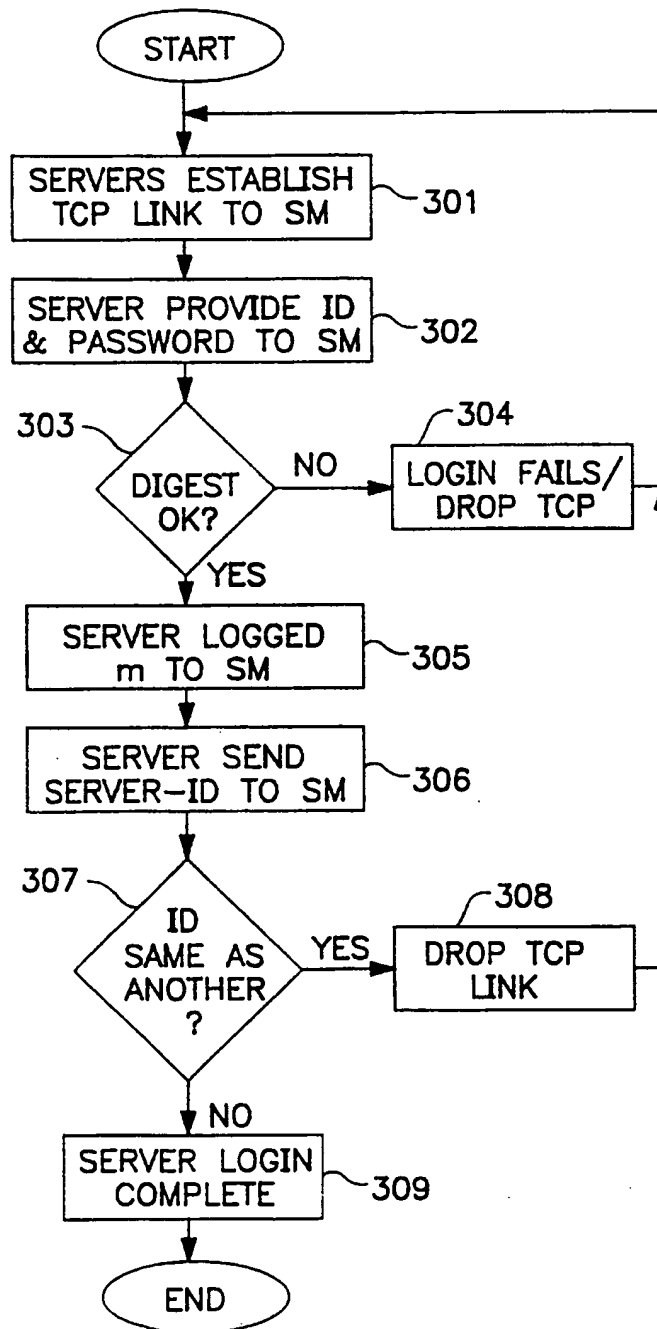 START
SERVERS ESTABLISH
TCP LINK TO SM
301
SERVER PROVIDE ID
& PASSWORD TO SM
302
303
DIGEST
OK?
NO
304
LOGIN FAILS/
DROP TCP
YES
SERVER LOGGED
m TO SM
305
SERVER SEND
SERVER-ID TO SM
306
307
ID
SAME AS
ANOTHER
?
YES
308
DROP TCP
LINK
NO
SERVER LOGIN
COMPLETE
309
END